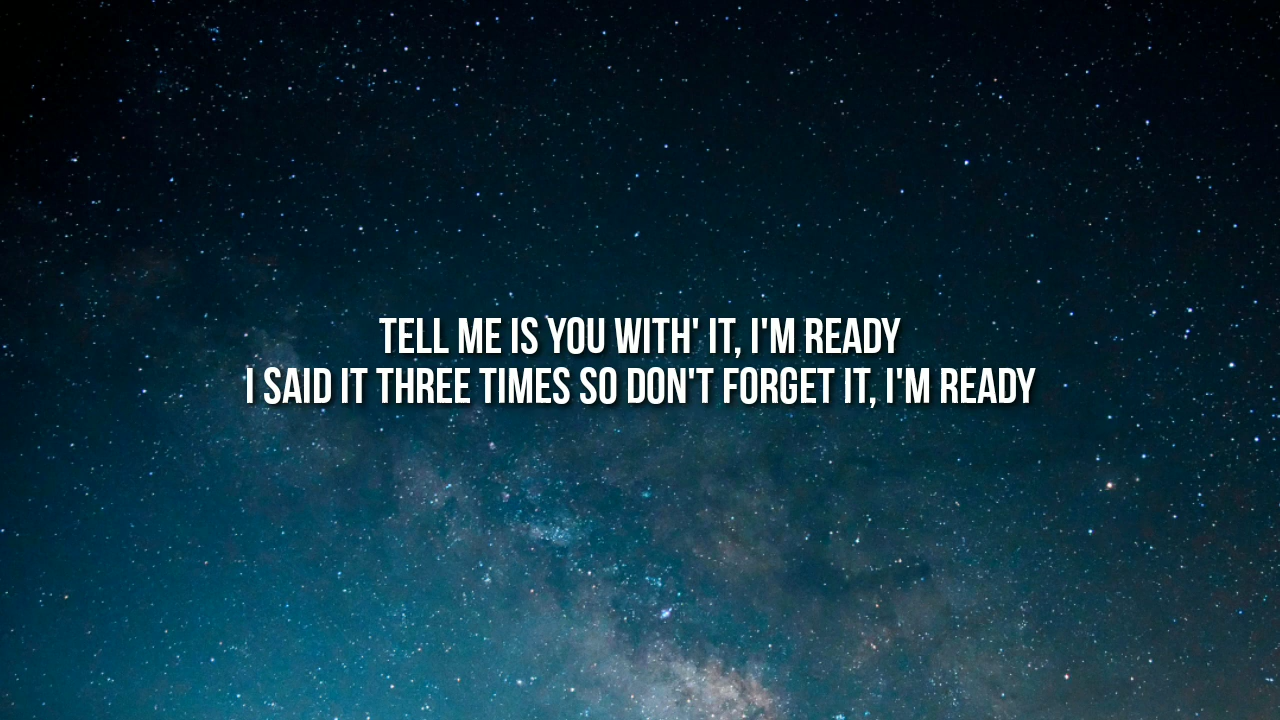 TELL ME IS YOU WITH' IT, I'M READY
I SAID IT THREE TIMES SO DON'T FORGET IT, I'M READY